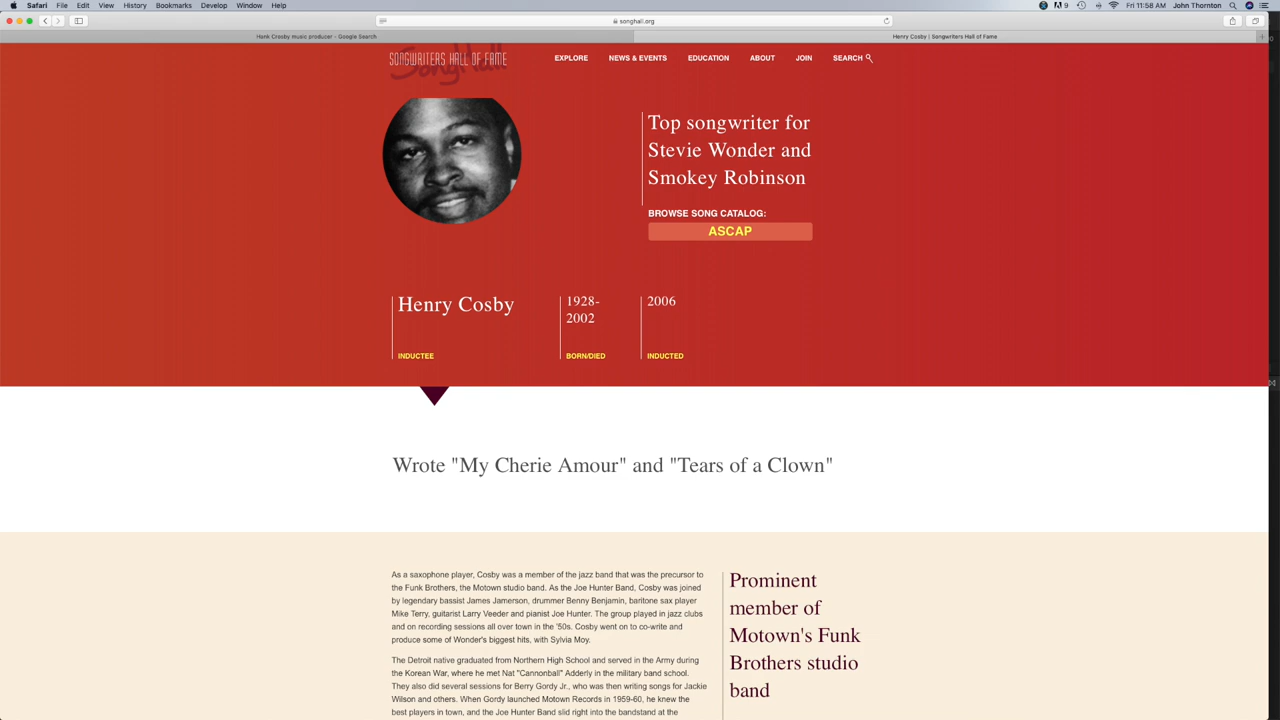 Safari File Edit View History Bookmarks Develop Window Help
9 Fri 11:58 AM John Thornton
songhall.org
Hank Crosby music producer - Google Search
Henry Cosby | Songwriters Hall of Fame
SONGWRITERS HALL OF FAME
SongHall
EXPLORE NEWS & EVENTS EDUCATION ABOUT JOIN SEARCH
Top songwriter for
Stevie Wonder and
Smokey Robinson
BROWSE SONG CATALOG:
ASCAP
Henry Cosby
INDUCTEE
1928-
2002
BORN/DIED
2006
INDUCTED
Wrote "My Cherie Amour" and "Tears of a Clown"
As a saxophone player, Cosby was a member of the jazz band that was the precursor to
the Funk Brothers, the Motown studio band. As the Joe Hunter Band, Cosby was joined
by legendary bassist James Jamerson, drummer Benny Benjamin, baritone sax player
Mike Terry, guitarist Larry Veeder and pianist Joe Hunter. The group played in jazz clubs
and on recording sessions all over town in the '50s. Cosby went on to co-write and
produce some of Wonder's biggest hits, with Sylvia Moy.
The Detroit native graduated from Northern High School and served in the Army during
the Korean War, where he met Nat "Cannonball" Adderly in the military band school.
They also did several sessions for Berry Gordy Jr., who was then writing songs for Jackie
Wilson and others. When Gordy launched Motown Records in 1959-60, he knew the
best players in town, and the Joe Hunter Band slid right into the bandstand at the
Prominent
member of
Motown's Funk
Brothers studio
band